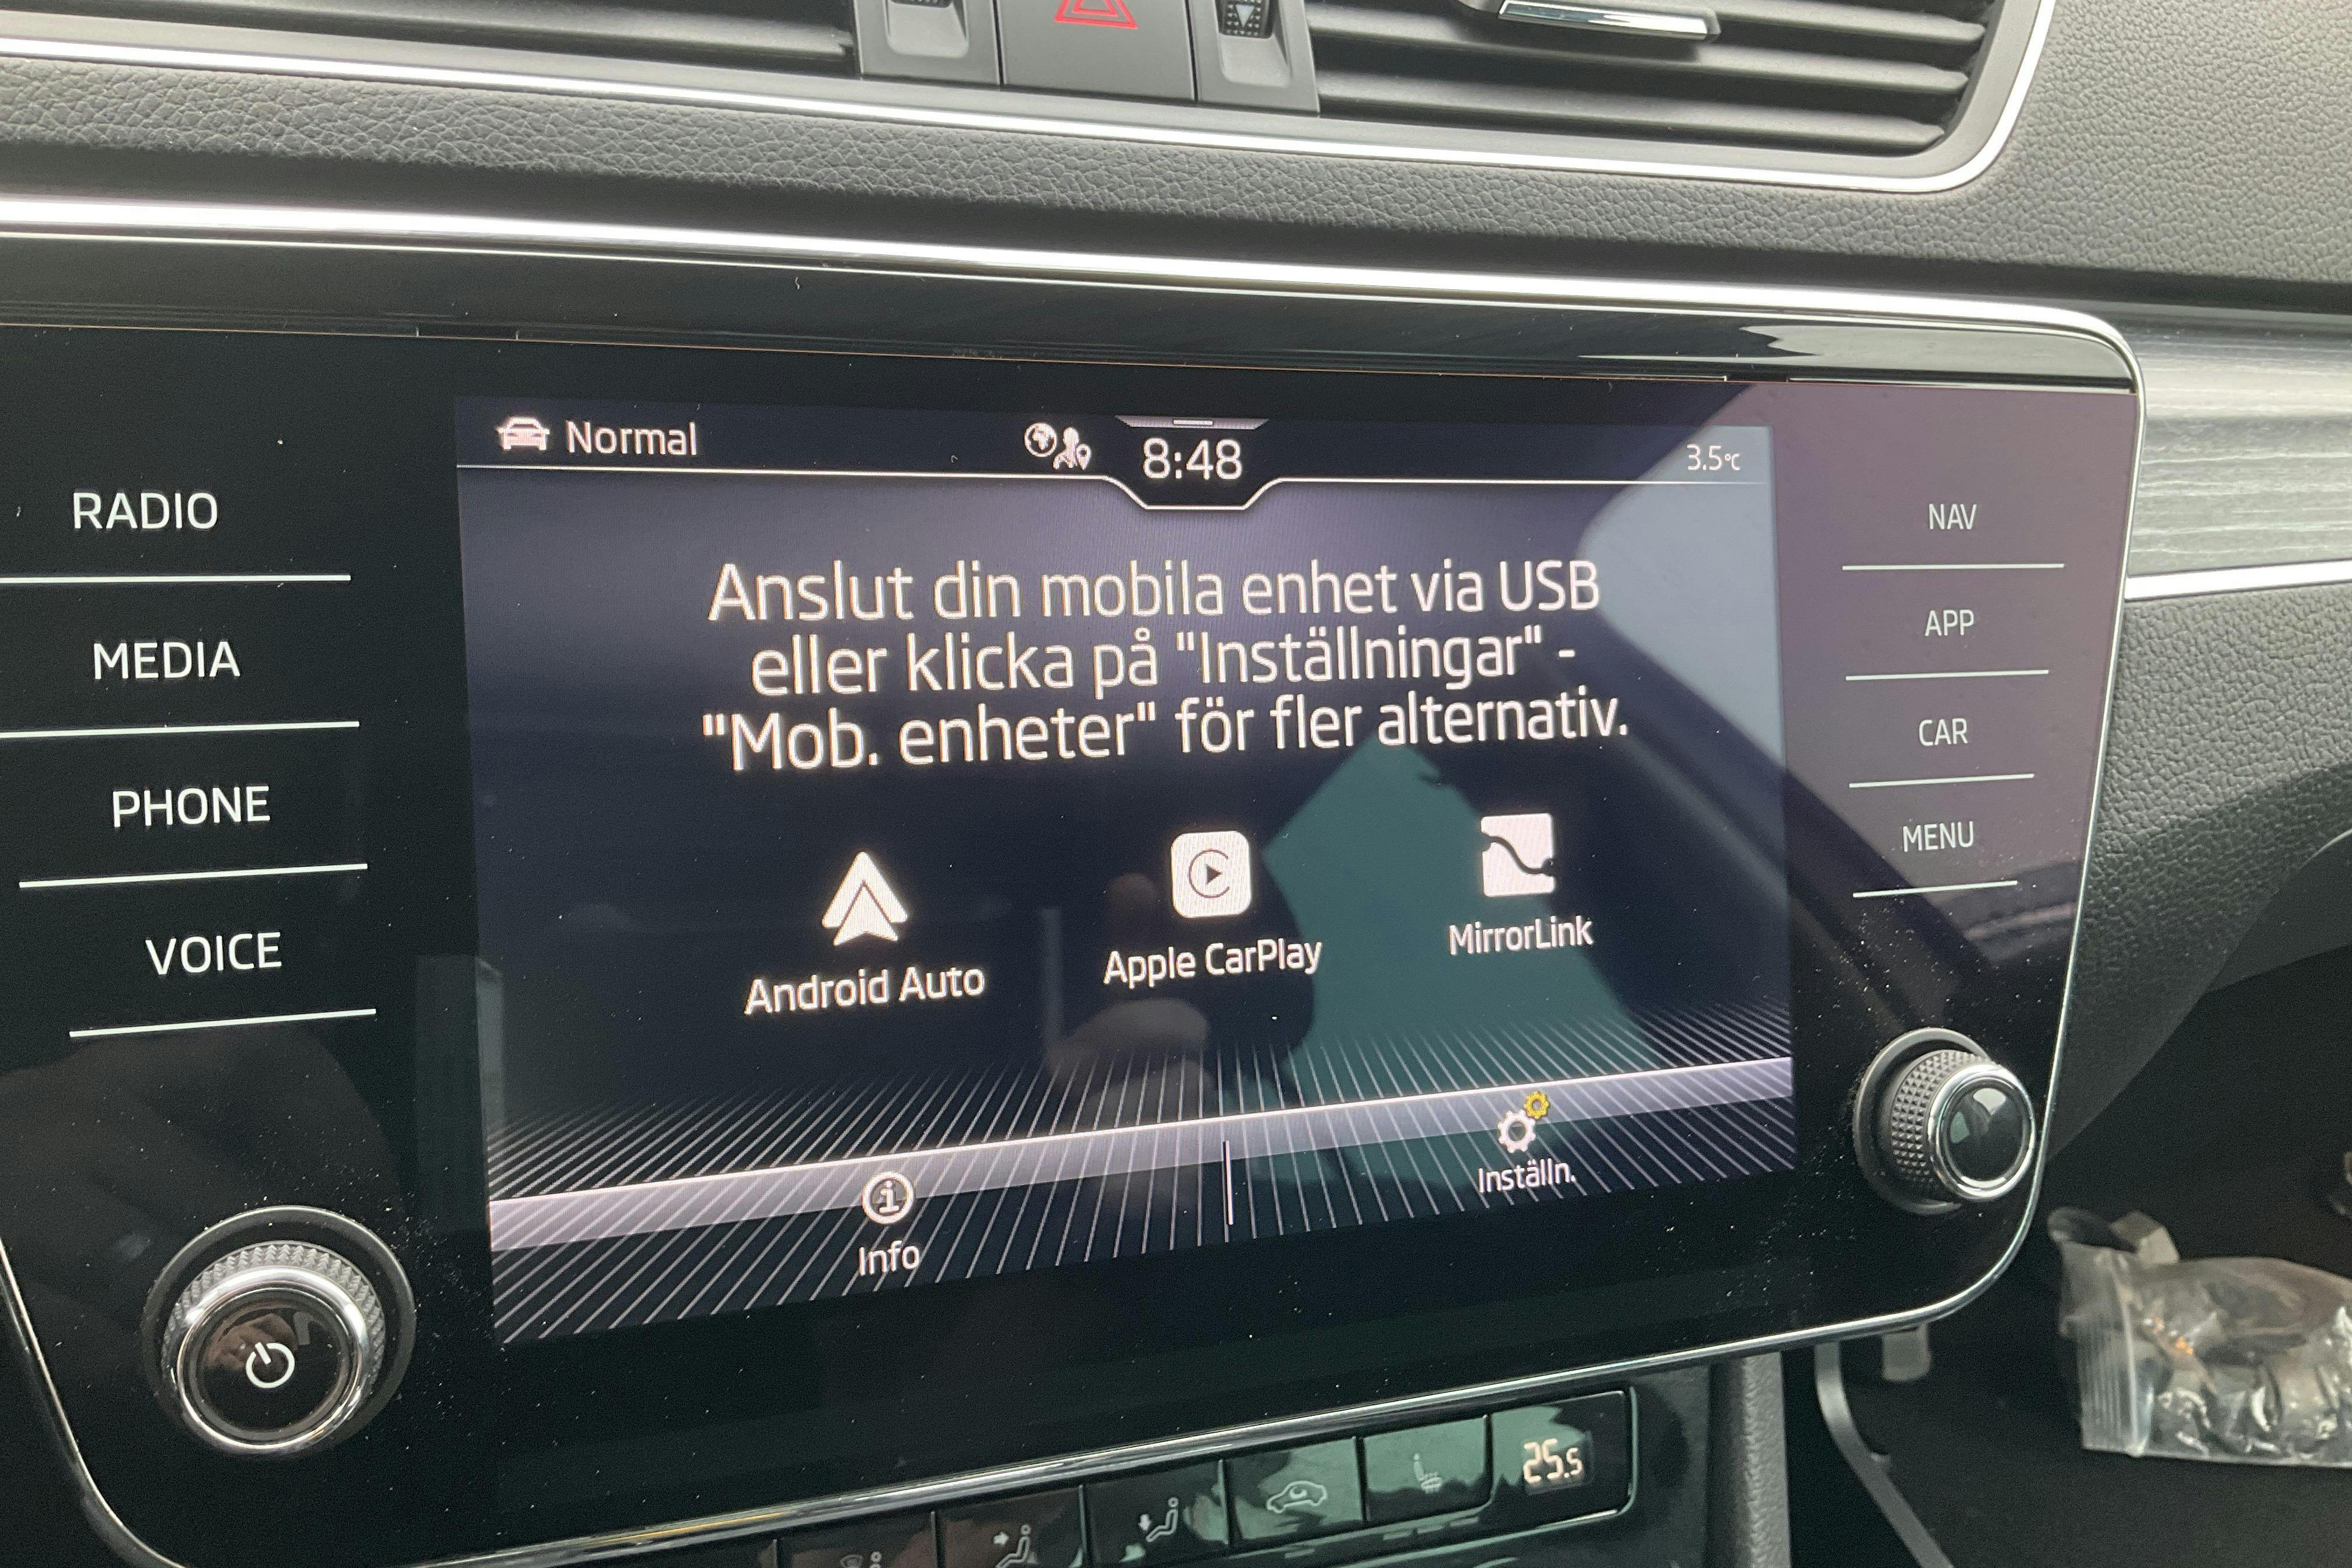 Normal
8:48
3.5°C
RADIO
MEDIA
PHONE
VOICE
Anslut din mobila enhet via USB
eller klicka på "Inställningar" -
"Mob. enheter" för fler alternativ.
Android Auto
Apple CarPlay
MirrorLink
Info
Inställn.
NAV
APP
CAR
MENU
25.5